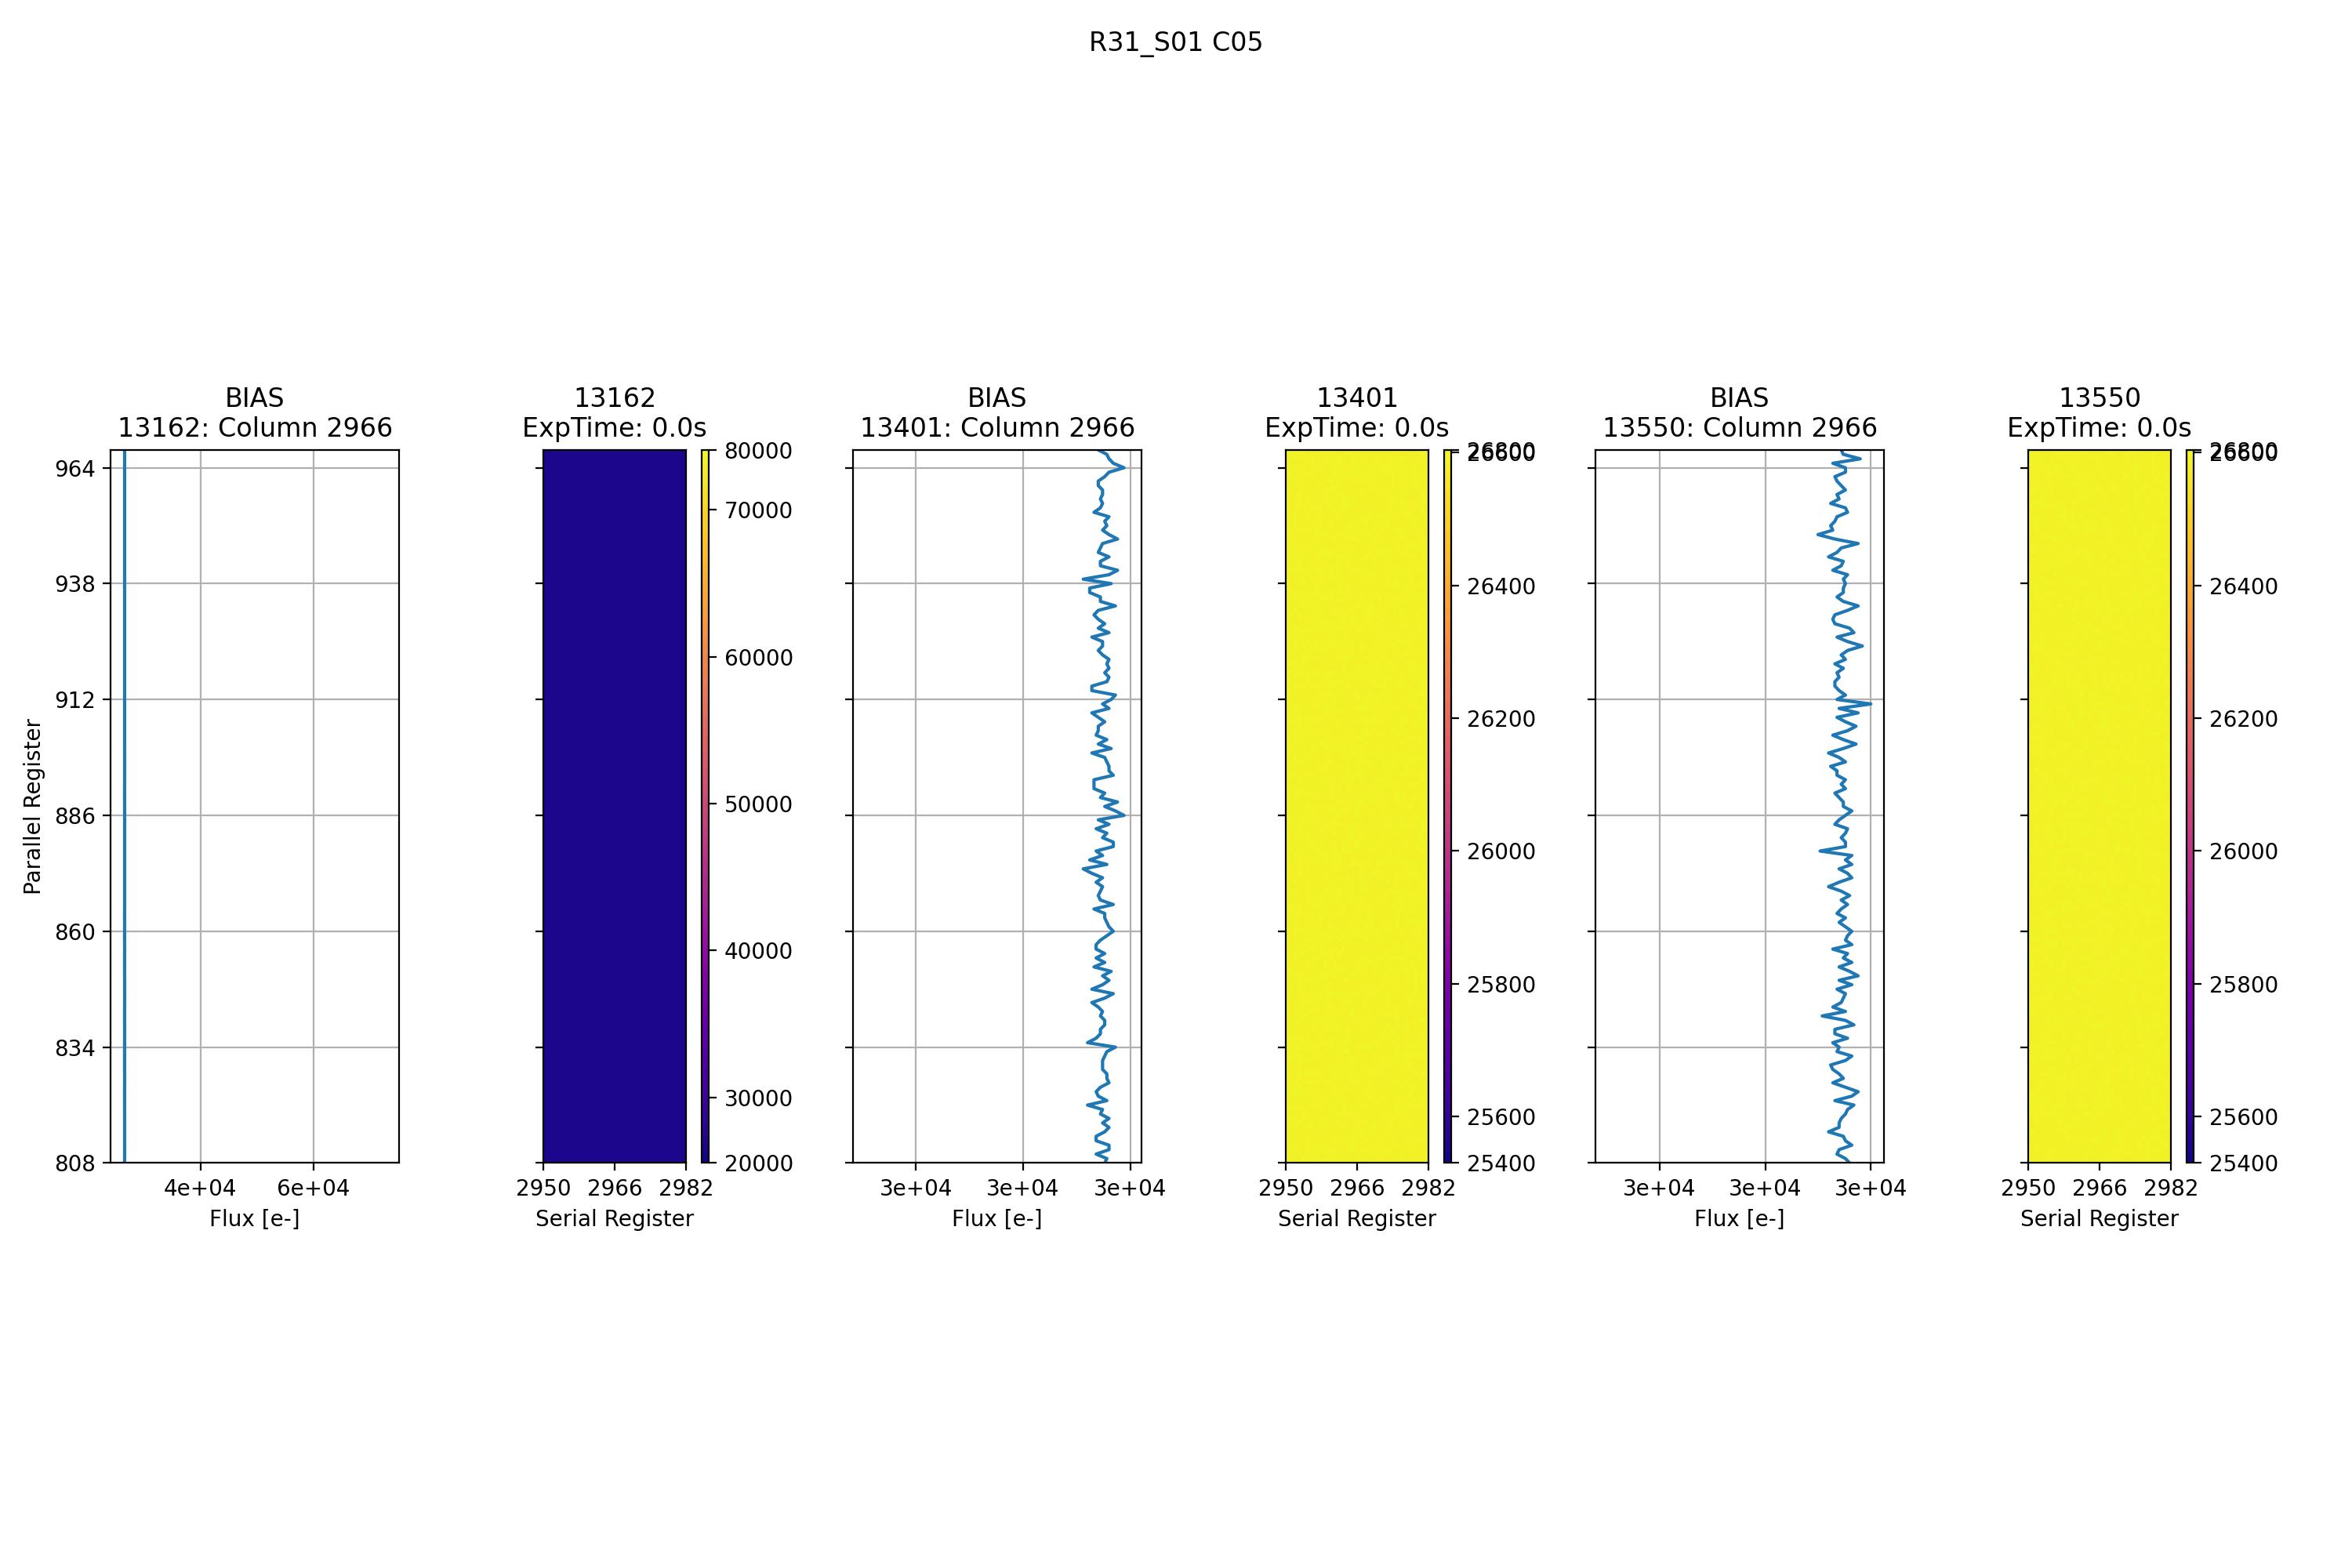 R31_S01 C05
BIAS
13162: Column 2966
13162
ExpTime: 0.0s
BIAS
13401: Column 2966
13401
ExpTime: 0.0s
BIAS
13550: Column 2966
13550
ExpTime: 0.0s
Parallel Register
964
938
912
886
860
834
808
4e+04 6e+04
Flux [e-]
80000
70000
60000
50000
40000
30000
20000
2950 2966 2982
Serial Register
3e+04 3e+04 3e+04
Flux [e-]
26800
26600
26400
26200
26000
25800
25600
25400
2950 2966 2982
Serial Register
3e+04 3e+04 3e+04
Flux [e-]
26800
26600
26400
26200
26000
25800
25600
25400
2950 2966 2982
Serial Register